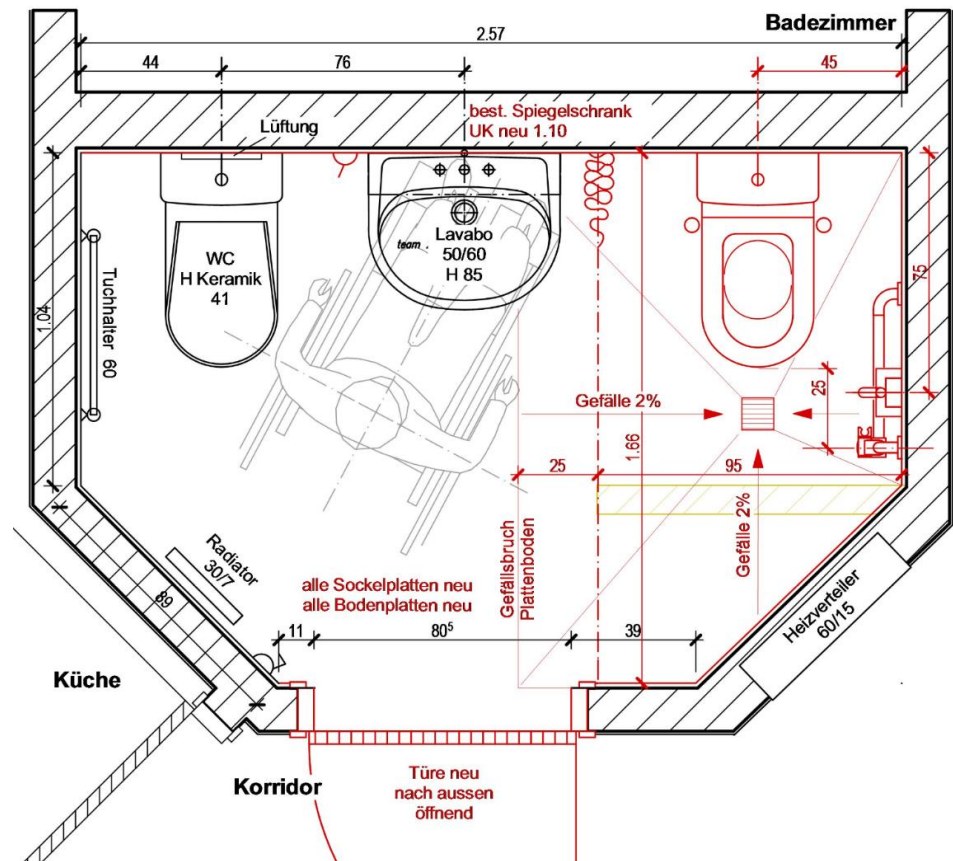 Badezimmer
2.57
44
76
45
best. Spiegelschrank
UK neu 1.10
Lüftung
WC
H Keramik
41
team
Lavabo
50/60
H 85
Tuchhalter 60
1.04
75
25
Gefälle 2%
1.66
25
95
Gefälle 2%
Gefällsbruch
Plattenboden
Radiator
30/7
89
alle Sockelplatten neu
alle Bodenplatten neu
11
80⁵
39
Heizverteiler
60/15
Küche
Korridor
Türe neu
nach aussen
öffnend